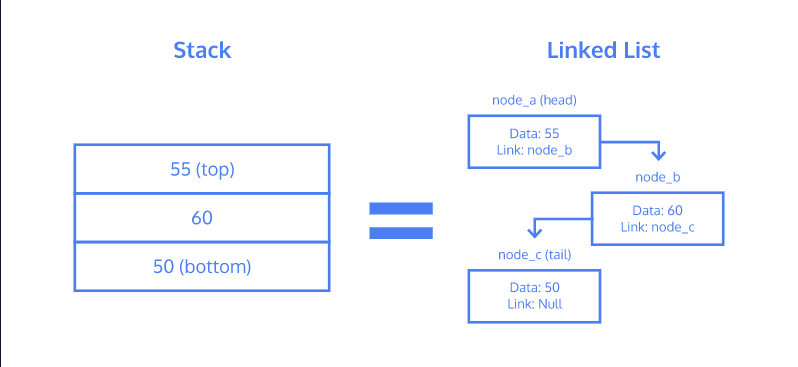 Stack
55 (top)
60
50 (bottom)
Linked List
node_a (head)
Data: 55
Link: node_b
node_b
Data: 60
Link: node_c
node_c (tail)
Data: 50
Link: Null